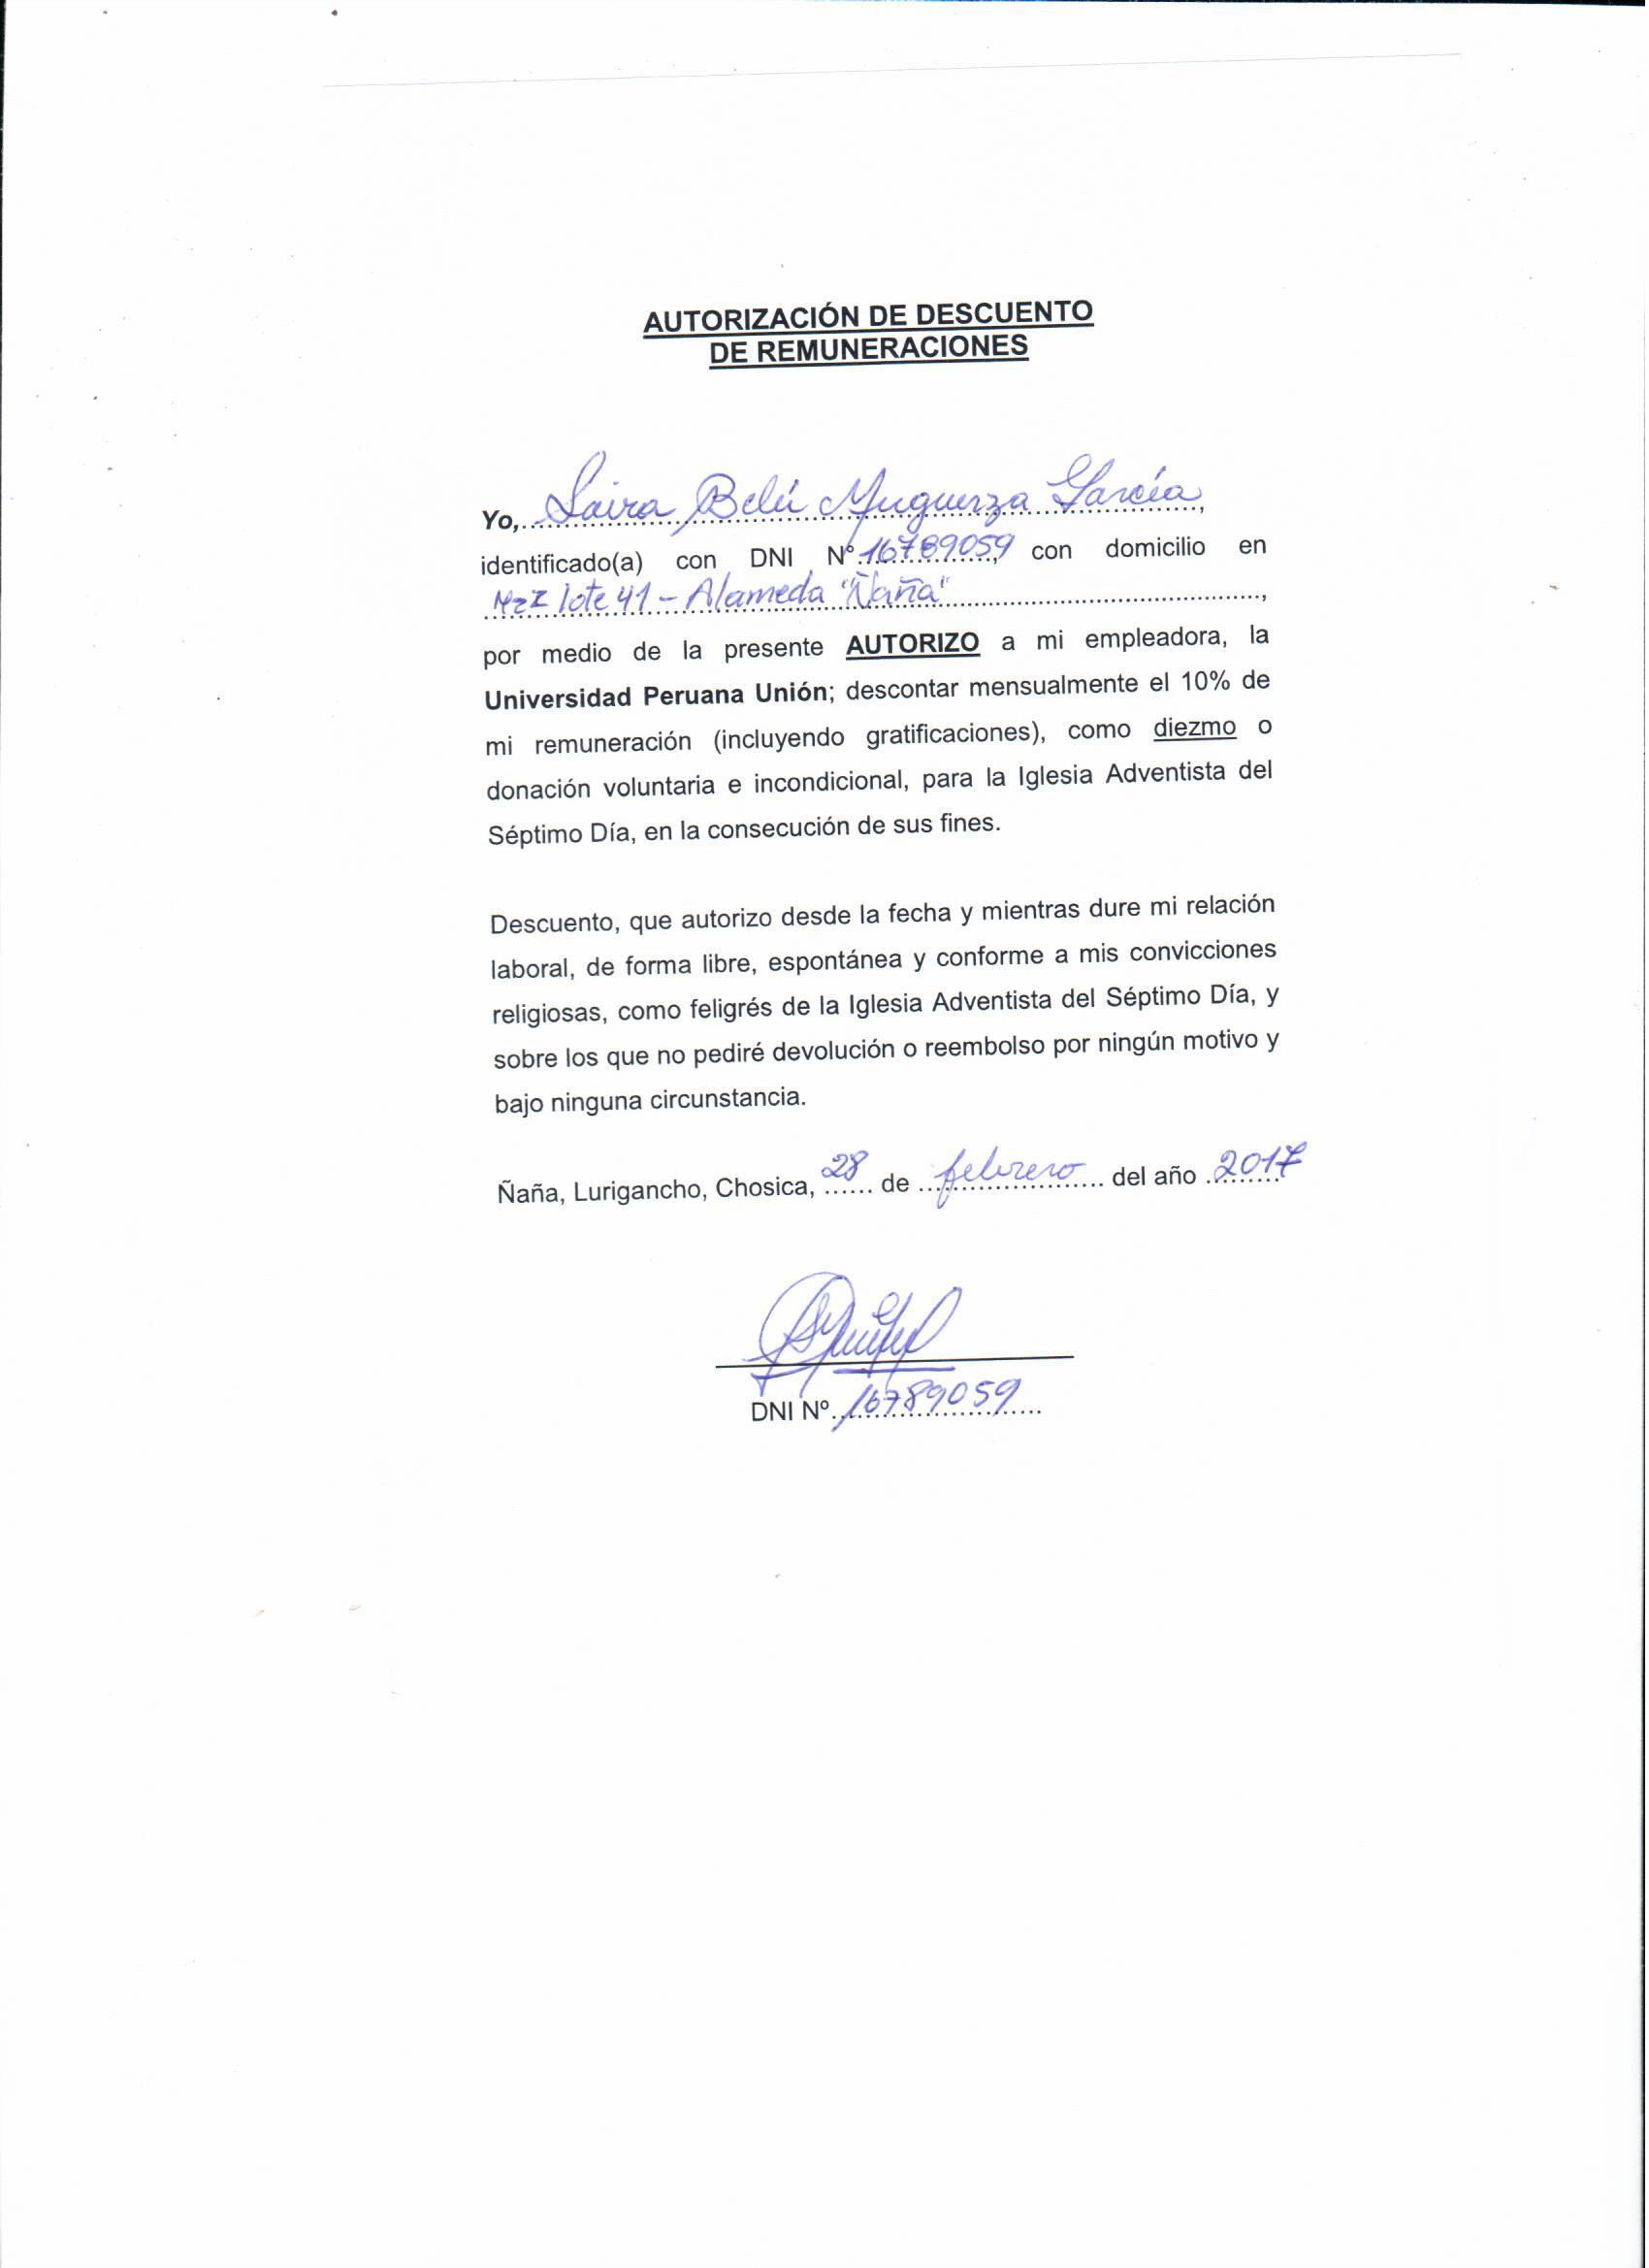 AUTORIZACIÓN DE DESCUENTO
DE REMUNERACIONES
Yo, Saira Belú Muguerza García,
identificado(a) con DNI Nº 16789059, con domicilio en
Mz Z lote 41 - Alameda "Ñaña",
por medio de la presente AUTORIZO a mi empleadora, la
Universidad Peruana Unión; descontar mensualmente el 10% de
mi remuneración (incluyendo gratificaciones), como diezmo o
donación voluntaria e incondicional, para la Iglesia Adventista del
Séptimo Día, en la consecución de sus fines.
Descuento, que autorizo desde la fecha y mientras dure mi relación
laboral, de forma libre, espontánea y conforme a mis convicciones
religiosas, como feligrés de la Iglesia Adventista del Séptimo Día, y
sobre los que no pediré devolución o reembolso por ningún motivo y
bajo ninguna circunstancia.
Ñaña, Lurigancho, Chosica, 28 de febrero del año 2017
DNI Nº 16789059